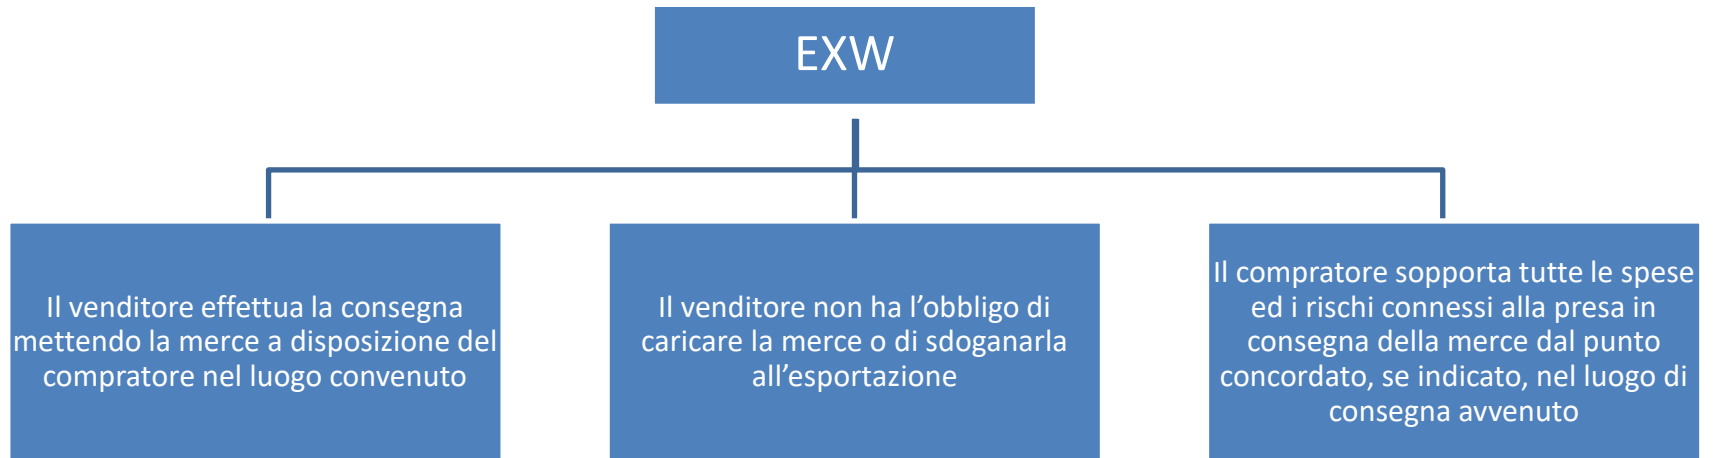 EXW
Il venditore effettua la consegna
mettendo la merce a disposizione del
compratore nel luogo convenuto
Il venditore non ha l’obbligo di
caricare la merce o di sdoganarla
all’esportazione
Il compratore sopporta tutte le spese
ed i rischi connessi alla presa in
consegna della merce dal punto
concordato, se indicato, nel luogo di
consegna avvenuto